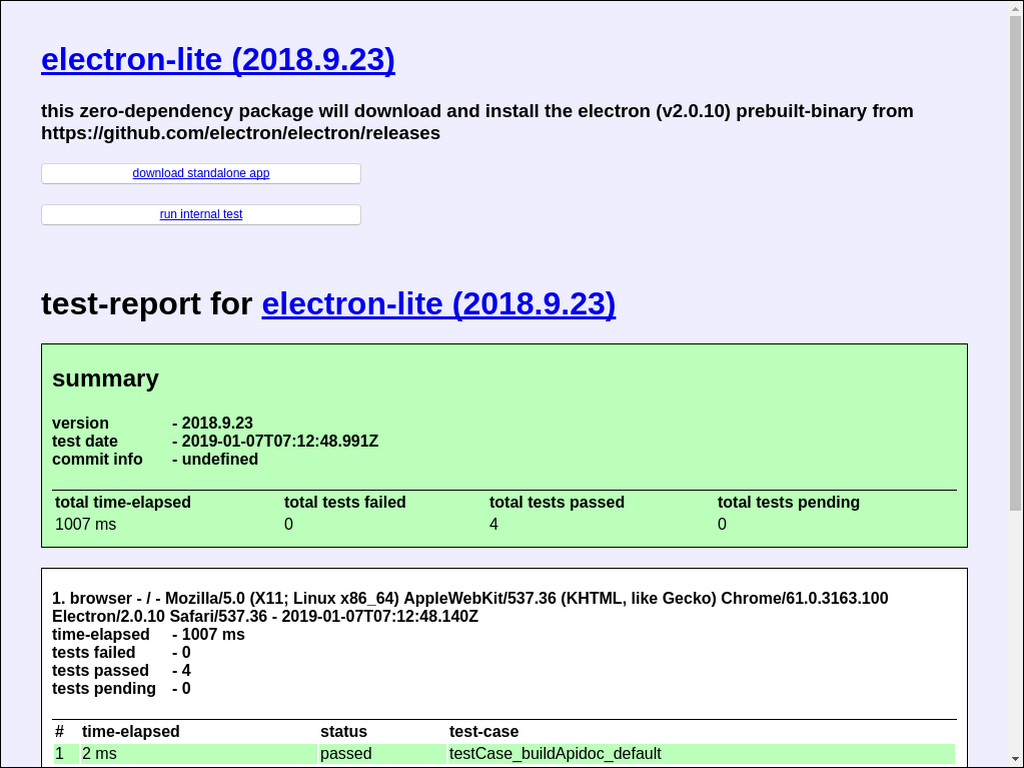 electron-lite (2018.9.23)
this zero-dependency package will download and install the electron (v2.0.10) prebuilt-binary from
https://github.com/electron/electron/releases
download standalone app
run internal test
test-report for electron-lite (2018.9.23)
summary
version - 2018.9.23
test date - 2019-01-07T07:12:48.991Z
commit info - undefined
total time-elapsed total tests failed total tests passed total tests pending
1007 ms 0 4 0
1. browser - / - Mozilla/5.0 (X11; Linux x86_64) AppleWebKit/537.36 (KHTML, like Gecko) Chrome/61.0.3163.100
Electron/2.0.10 Safari/537.36 - 2019-01-07T07:12:48.140Z
time-elapsed - 1007 ms
tests failed - 0
tests passed - 4
tests pending - 0
# time-elapsed status test-case
1 2 ms passed testCase_buildApidoc_default